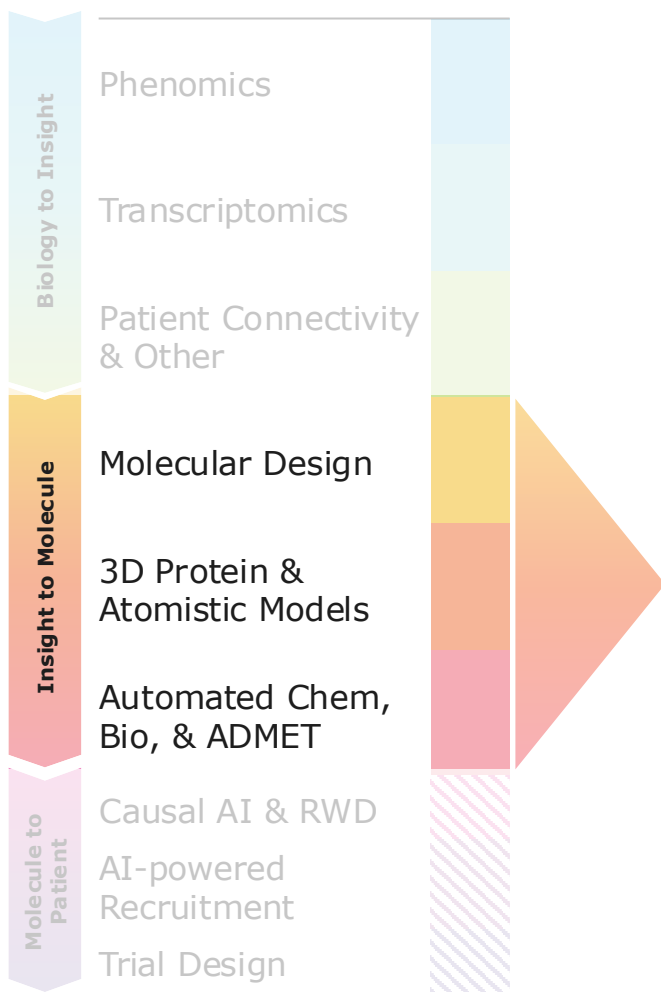 Biology to Insight
Phenomics
Transcriptomics
Patient Connectivity
& Other
Insight to Molecule
Molecular Design
3D Protein &
Atomistic Models
Automated Chem,
Bio, & ADMET
Molecule to
Patient
Causal AI & RWD
AI-powered
Recruitment
Trial Design